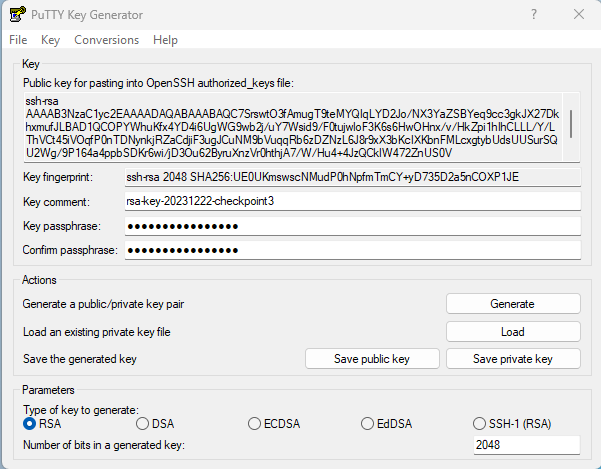 PuTTY Key Generator
File Key Conversions Help
Key
Public key for pasting into OpenSSH authorized_keys file:
ssh-rsa
AAAAB3NzaC1yc2EAAAADAQABAAABAQC7SrswtO3fAmugT9teMYQIqLYD2Jo/NX3YaZSBYeq9cc3gkJX27Dk
hxmufJLBAD1QCOPYWhuKfx4YD4i6UgWG9wb2j/uY7Wsid9/F0tujwloF3K6s6HwOHnx/v/HkZpi1hIhCLLL/Y/L
ThVCt45iVOqfP0nTDNynkjRZaCdjiF3ugJCuNM9bVuqqRb6zDZNzL6J8r9xX3bKcIXKbnFMLcxgtybUdsUUSurSQ
U2Wg/9P164a4ppbSDKr6wi/jD3Ou62ByruXnzVr0hthjA7/W/Hu4+4JzQCkIW472ZnUS0V
Key fingerprint: ssh-rsa 2048 SHA256:UE0UKmswscNMudP0hNpfmTmCY+yD735D2a5nCOXP1JE
Key comment: rsa-key-20231222-checkpoint3
Key passphrase: ●●●●●●●●●●●●●●●●
Confirm passphrase: ●●●●●●●●●●●●●●●●
Actions
Generate a public/private key pair Generate
Load an existing private key file Load
Save the generated key Save public key Save private key
Parameters
Type of key to generate:
RSA DSA ECDSA EdDSA SSH-1 (RSA)
Number of bits in a generated key: 2048